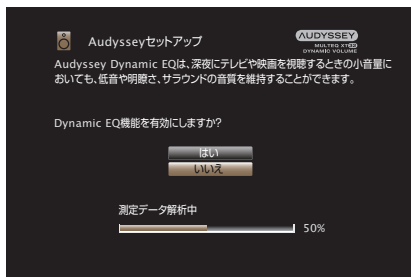 Audysseyセットアップ
AUDYSSEY
MULTEQ XT32
DYNAMIC VOLUME
Audyssey Dynamic EQは、深夜にテレビや映画を視聴するときの小音量に
おいても、低音や明瞭さ、サラウンドの音質を維持することができます。
Dynamic EQ機能を有効にしますか?
はい
いいえ
測定データ解析中
50%